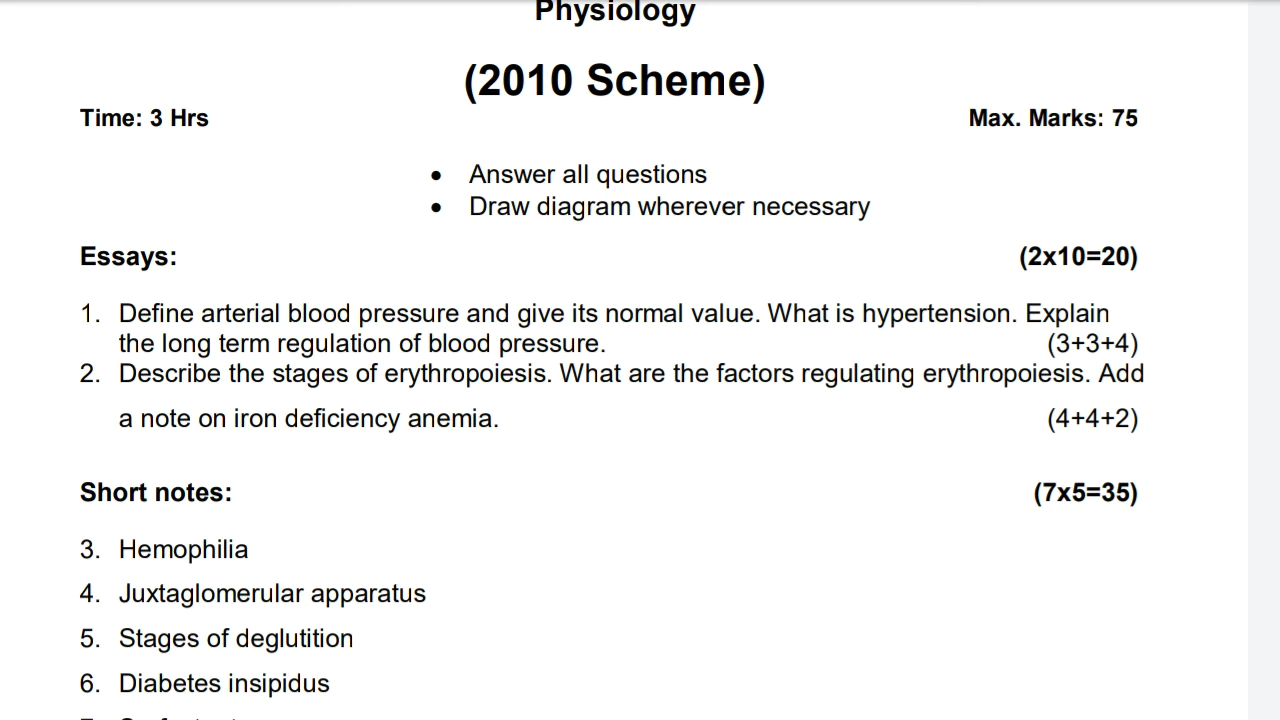 Physiology
(2010 Scheme)
Time: 3 Hrs Max. Marks: 75
• Answer all questions
• Draw diagram wherever necessary
Essays: (2x10=20)
1. Define arterial blood pressure and give its normal value. What is hypertension. Explain
the long term regulation of blood pressure. (3+3+4)
2. Describe the stages of erythropoiesis. What are the factors regulating erythropoiesis. Add
a note on iron deficiency anemia. (4+4+2)
Short notes: (7x5=35)
3. Hemophilia
4. Juxtaglomerular apparatus
5. Stages of deglutition
6. Diabetes insipidus